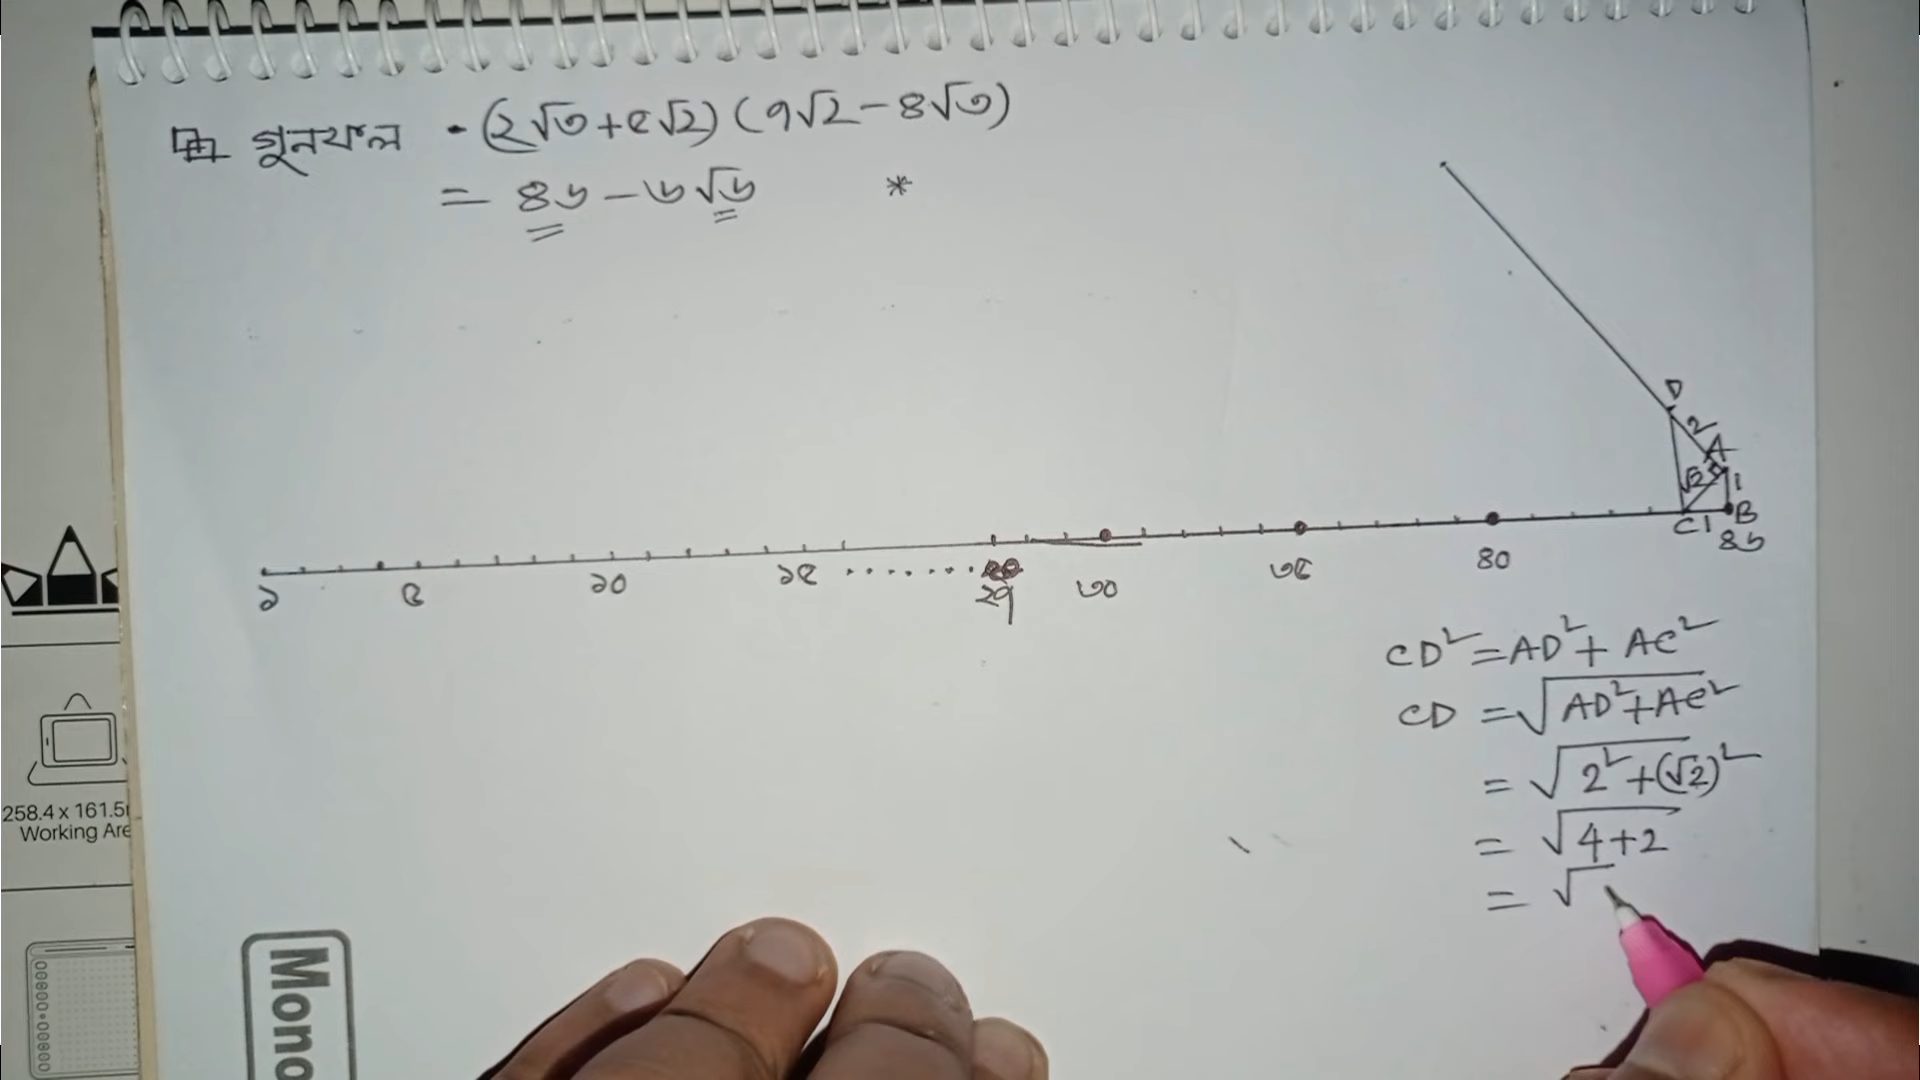 গুনফল - (২√৩+৫√২) (৭√২-৪√৩)
= ৪৬ - ৬√৬ *
D
2 A
√2 1
C 1 B
১ ৫ ১০ ১৫ ........ ২৭ ৩০ ৩৫ ৪০ ৪৬
CD² = AD² + AC²
CD = √AD²+AC²
= √2²+(√2)²
= √4+2
= √
258.4 x 161.5
Working Are
Mono